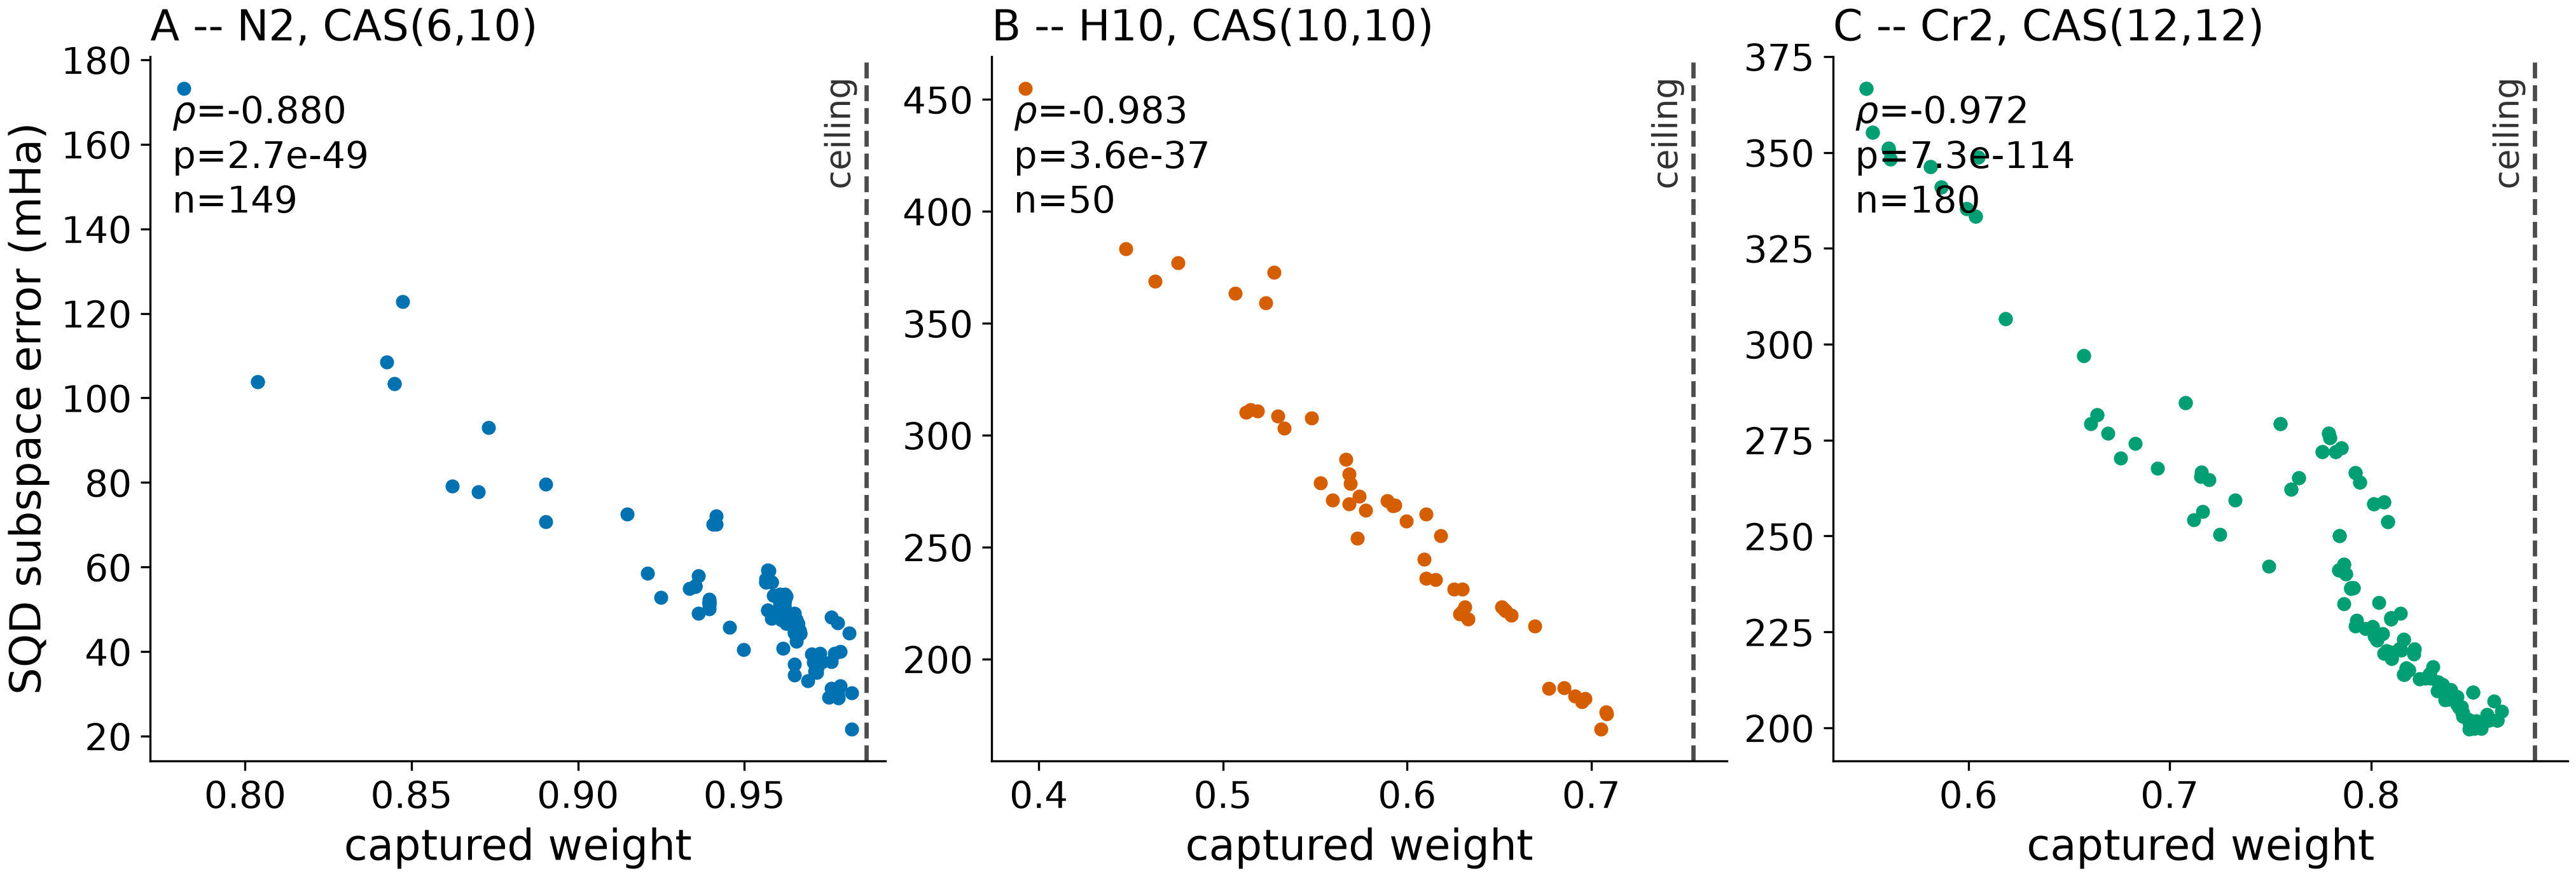 A -- N2, CAS(6,10)
SQD subspace error (mHa)
180
160
140
120
100
80
60
40
20
ρ=-0.880
p=2.7e-49
n=149
ceiling
0.80 0.85 0.90 0.95
captured weight
B -- H10, CAS(10,10)
450
400
350
300
250
200
ρ=-0.983
p=3.6e-37
n=50
ceiling
0.4 0.5 0.6 0.7
captured weight
C -- Cr2, CAS(12,12)
375
350
325
300
275
250
225
200
ρ=-0.972
p=7.3e-114
n=180
ceiling
0.6 0.7 0.8
captured weight